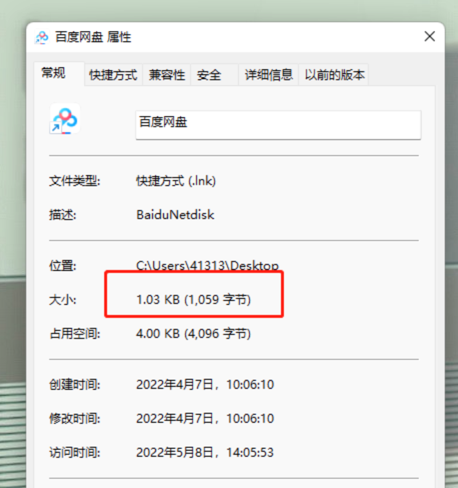 百度网盘 属性
常规 快捷方式 兼容性 安全 详细信息 以前的版本
百度网盘
文件类型: 快捷方式 (.lnk)
描述: BaiduNetdisk
位置: C:\Users\41313\Desktop
大小: 1.03 KB (1,059 字节)
占用空间: 4.00 KB (4,096 字节)
创建时间: 2022年4月7日，10:06:10
修改时间: 2022年4月7日，10:06:10
访问时间: 2022年5月8日，14:05:53